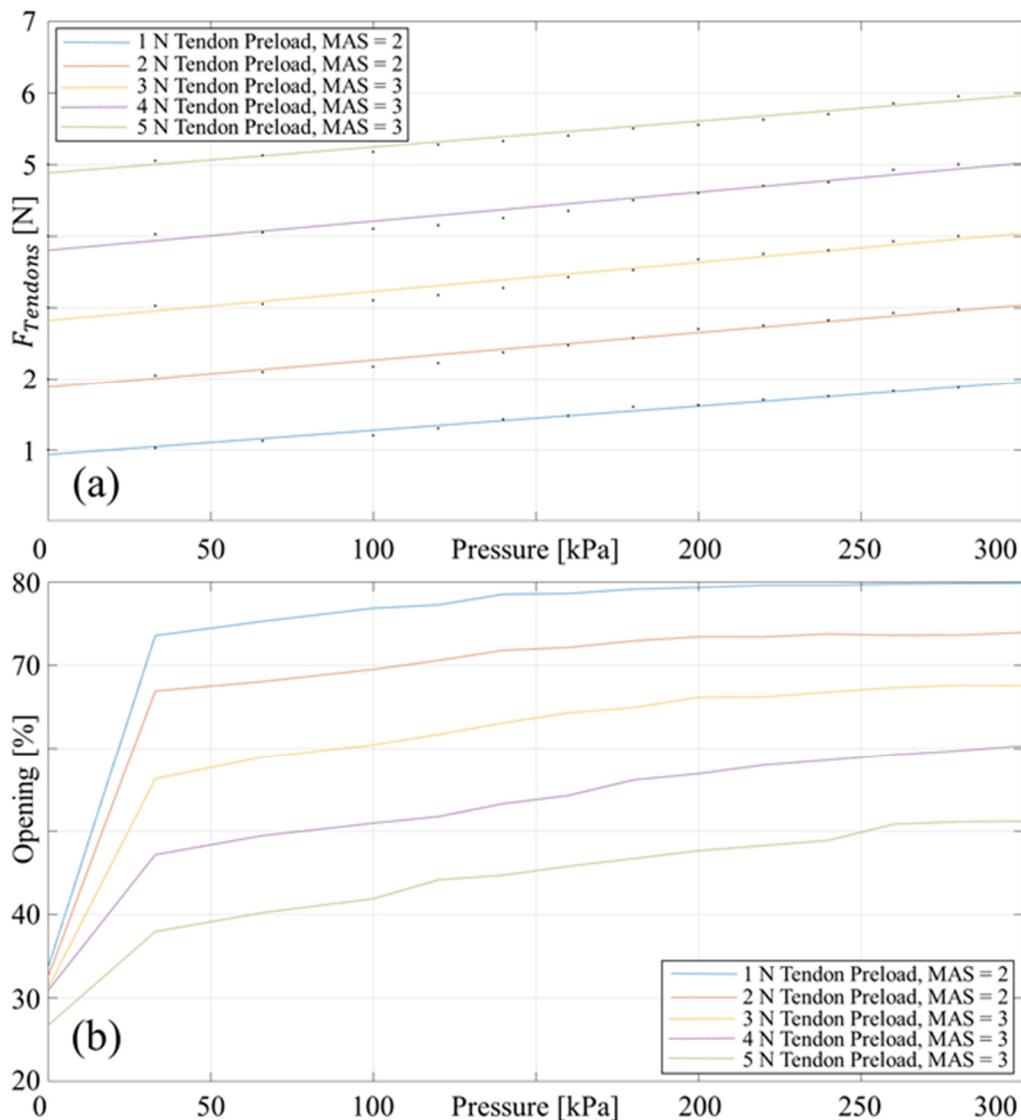 7
1 N Tendon Preload, MAS = 2
2 N Tendon Preload, MAS = 2
3 N Tendon Preload, MAS = 3
4 N Tendon Preload, MAS = 3
5 N Tendon Preload, MAS = 3
6
5
F_Tendons [N]
2
1
(a)
0 50 100 Pressure [kPa] 200 250 300
80
70
Opening [%]
40
30
20
1 N Tendon Preload, MAS = 2
2 N Tendon Preload, MAS = 2
3 N Tendon Preload, MAS = 3
4 N Tendon Preload, MAS = 3
5 N Tendon Preload, MAS = 3
(b)
0 50 100 Pressure [kPa] 200 250 300